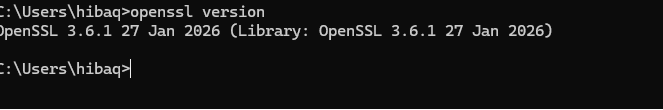 C:\Users\hibaq>openssl version
OpenSSL 3.6.1 27 Jan 2026 (Library: OpenSSL 3.6.1 27 Jan 2026)
C:\Users\hibaq>